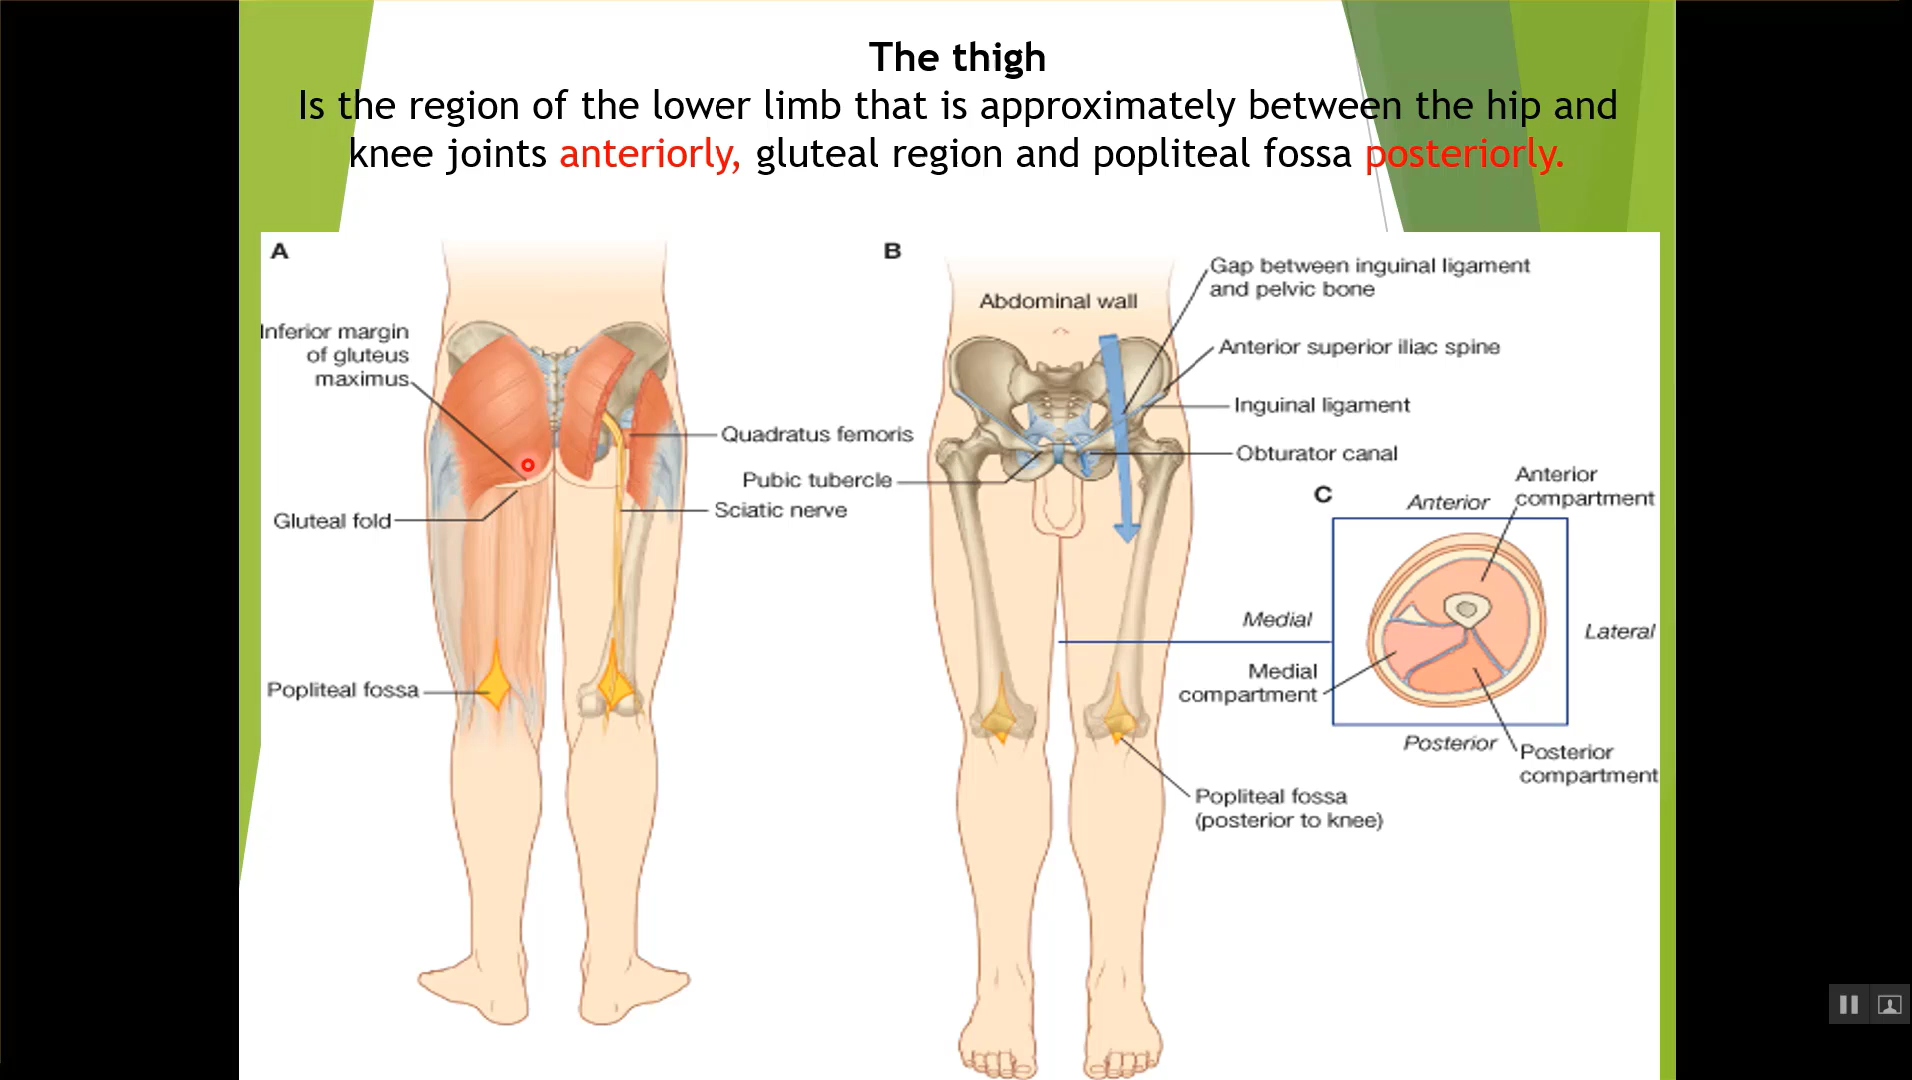 The thigh
Is the region of the lower limb that is approximately between the hip and
knee joints anteriorly, gluteal region and popliteal fossa posteriorly.
A
Inferior margin
of gluteus
maximus
Quadratus femoris
Sciatic nerve
Gluteal fold
Popliteal fossa
B
Abdominal wall
Gap between inguinal ligament
and pelvic bone
Anterior superior iliac spine
Inguinal ligament
Obturator canal
Pubic tubercle
Popliteal fossa
(posterior to knee)
C
Anterior
Anterior
compartment
Medial
Lateral
Medial
compartment
Posterior
Posterior
compartment